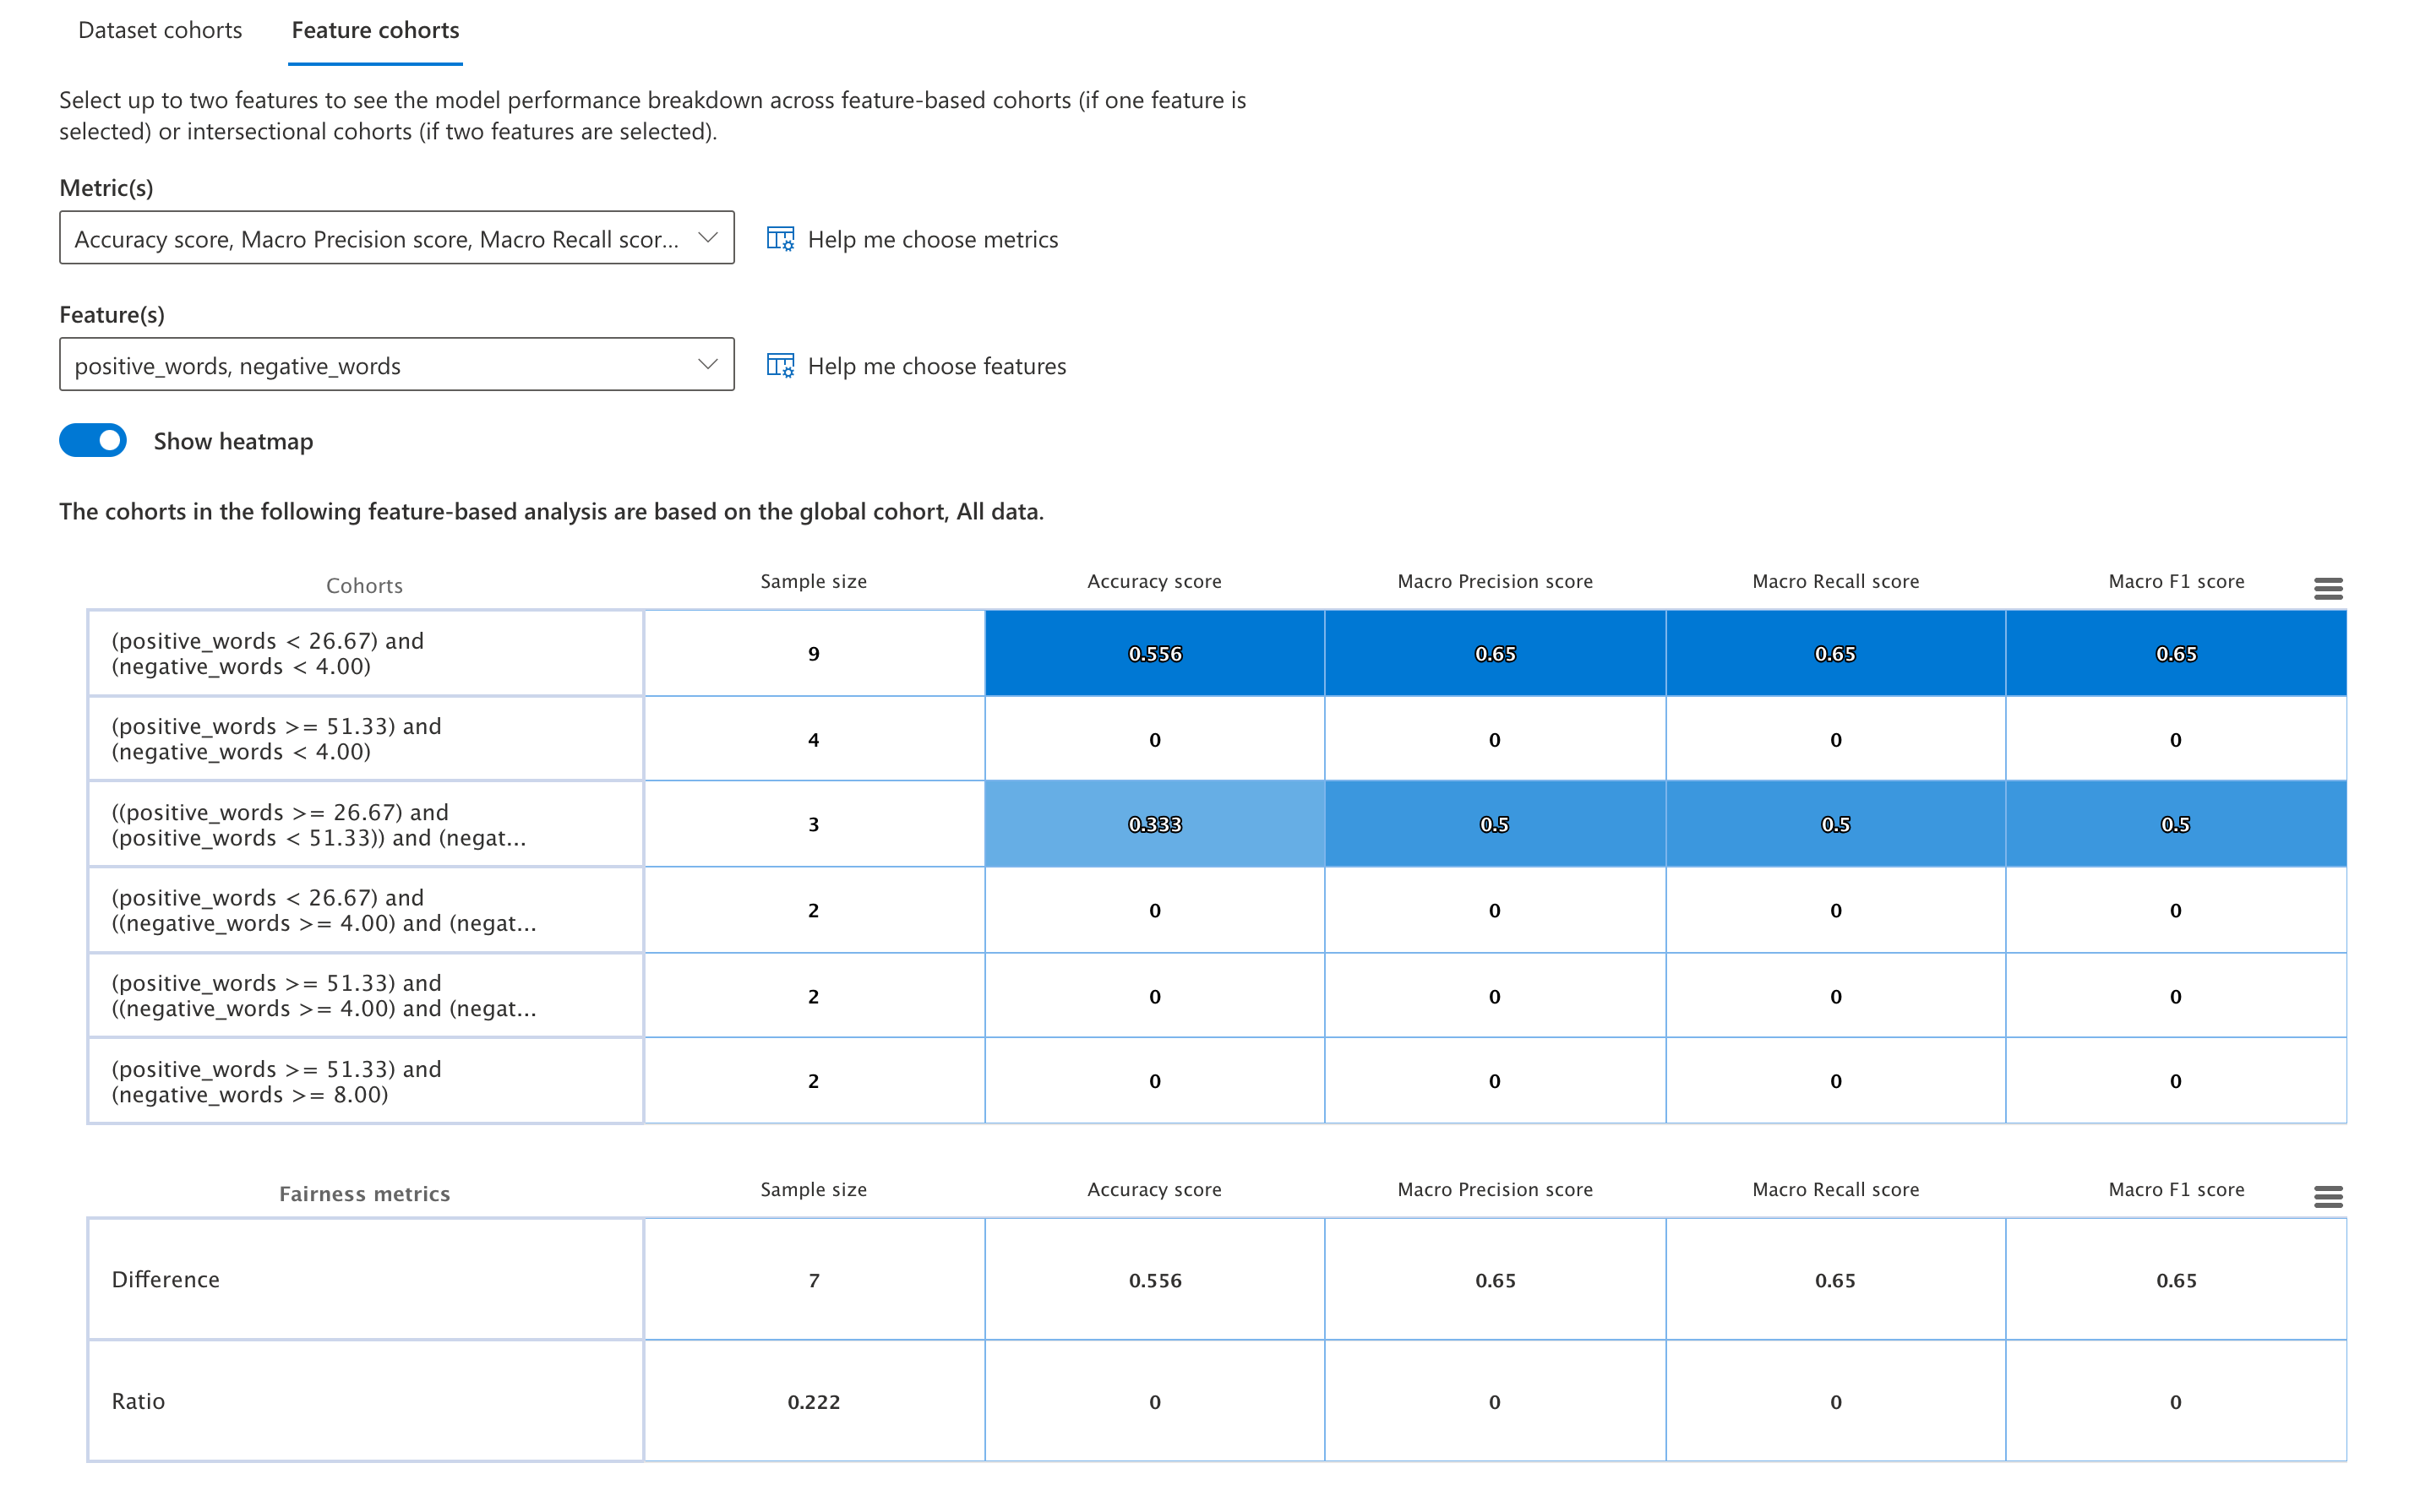 Dataset cohorts
Feature cohorts
Select up to two features to see the model performance breakdown across feature-based cohorts (if one feature is
selected) or intersectional cohorts (if two features are selected).
Metric(s)
Accuracy score, Macro Precision score, Macro Recall scor...
Help me choose metrics
Feature(s)
positive_words, negative_words
Help me choose features
Show heatmap
The cohorts in the following feature-based analysis are based on the global cohort, All data.
Cohorts Sample size Accuracy score Macro Precision score Macro Recall score Macro F1 score
(positive_words < 26.67) and
(negative_words < 4.00)
9 0.556 0.65 0.65 0.65
(positive_words >= 51.33) and
(negative_words < 4.00)
4 0 0 0 0
((positive_words >= 26.67) and
(positive_words < 51.33)) and (negat...
3 0.333 0.5 0.5 0.5
(positive_words < 26.67) and
((negative_words >= 4.00) and (negat...
2 0 0 0 0
(positive_words >= 51.33) and
((negative_words >= 4.00) and (negat...
2 0 0 0 0
(positive_words >= 51.33) and
(negative_words >= 8.00)
2 0 0 0 0
Fairness metrics Sample size Accuracy score Macro Precision score Macro Recall score Macro F1 score
Difference 7 0.556 0.65 0.65 0.65
Ratio 0.222 0 0 0 0